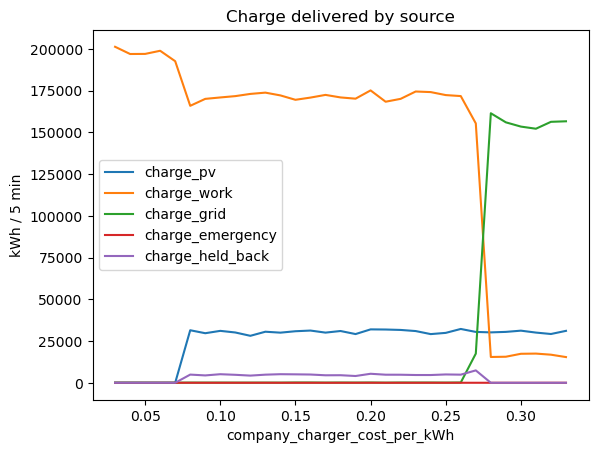 Charge delivered by source
kWh / 5 min
200000
175000
150000
125000
100000
75000
50000
25000
0
charge_pv
charge_work
charge_grid
charge_emergency
charge_held_back
0.05 0.10 0.15 0.20 0.25 0.30
company_charger_cost_per_kWh